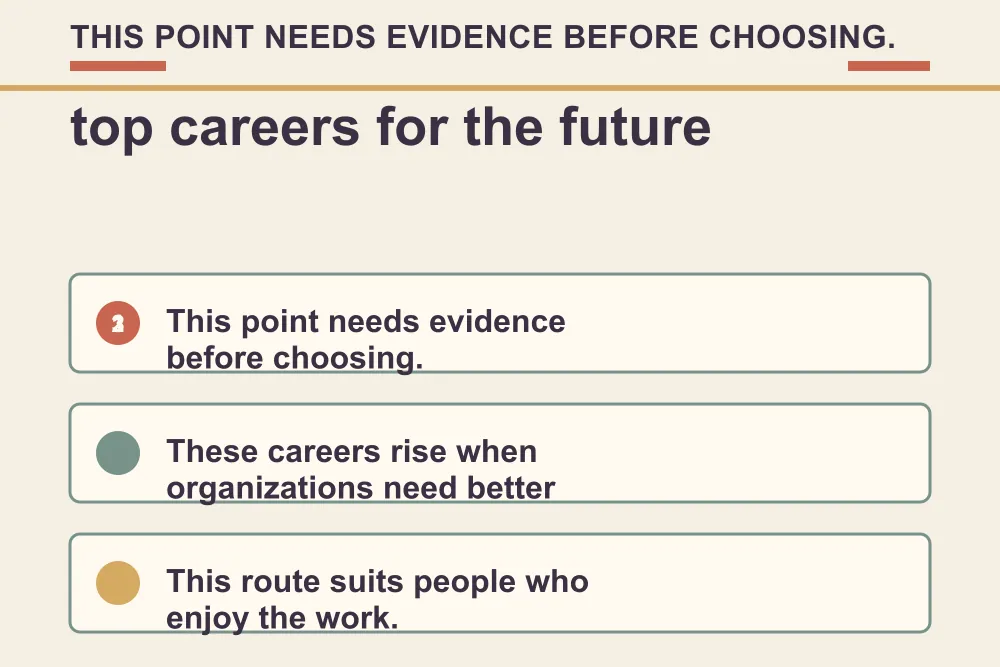 THIS POINT NEEDS EVIDENCE BEFORE CHOOSING.
top careers for the future
This point needs evidence
before choosing.
These careers rise when
organizations need better
This route suits people who
enjoy the work.